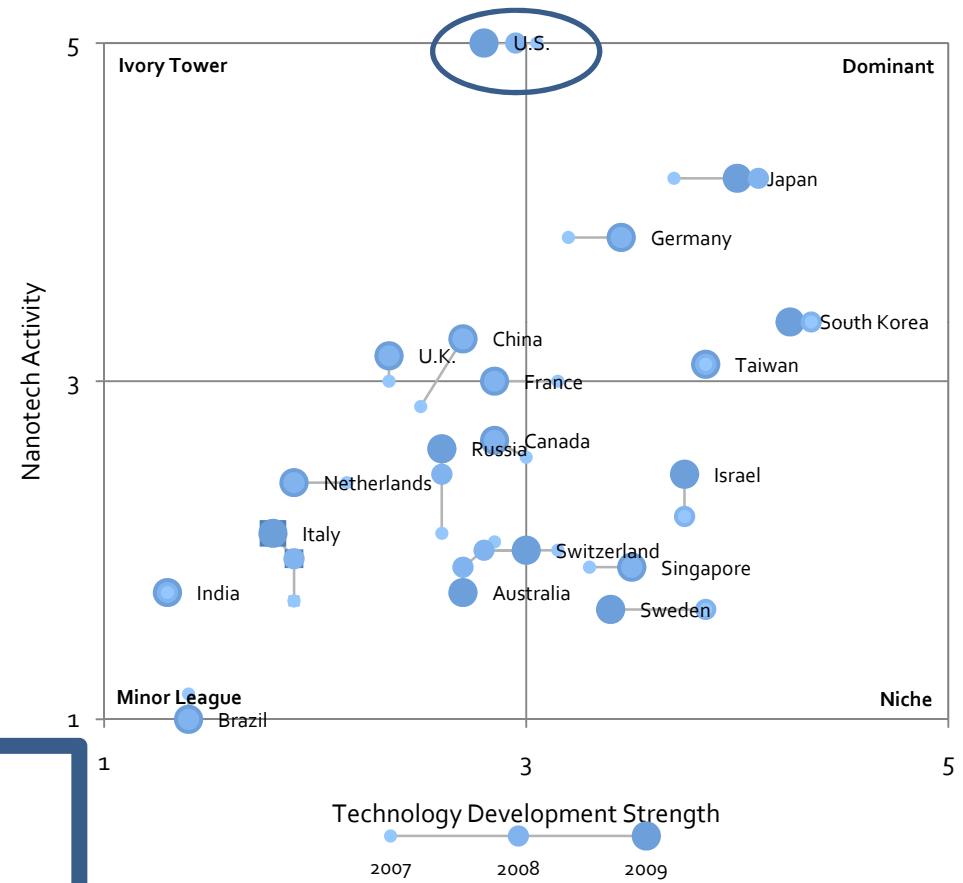 5
U.S.
Ivory Tower
Dominant
Japan
Germany
South Korea
China
U.K.
Taiwan
3
France
Nanotech Activity
Canada
Russia
Israel
Netherlands
Italy
Switzerland
Singapore
India
Australia
Sweden
Minor League
Niche
1
Brazil
1
3
5
Technology Development Strength
2007
2008
2009